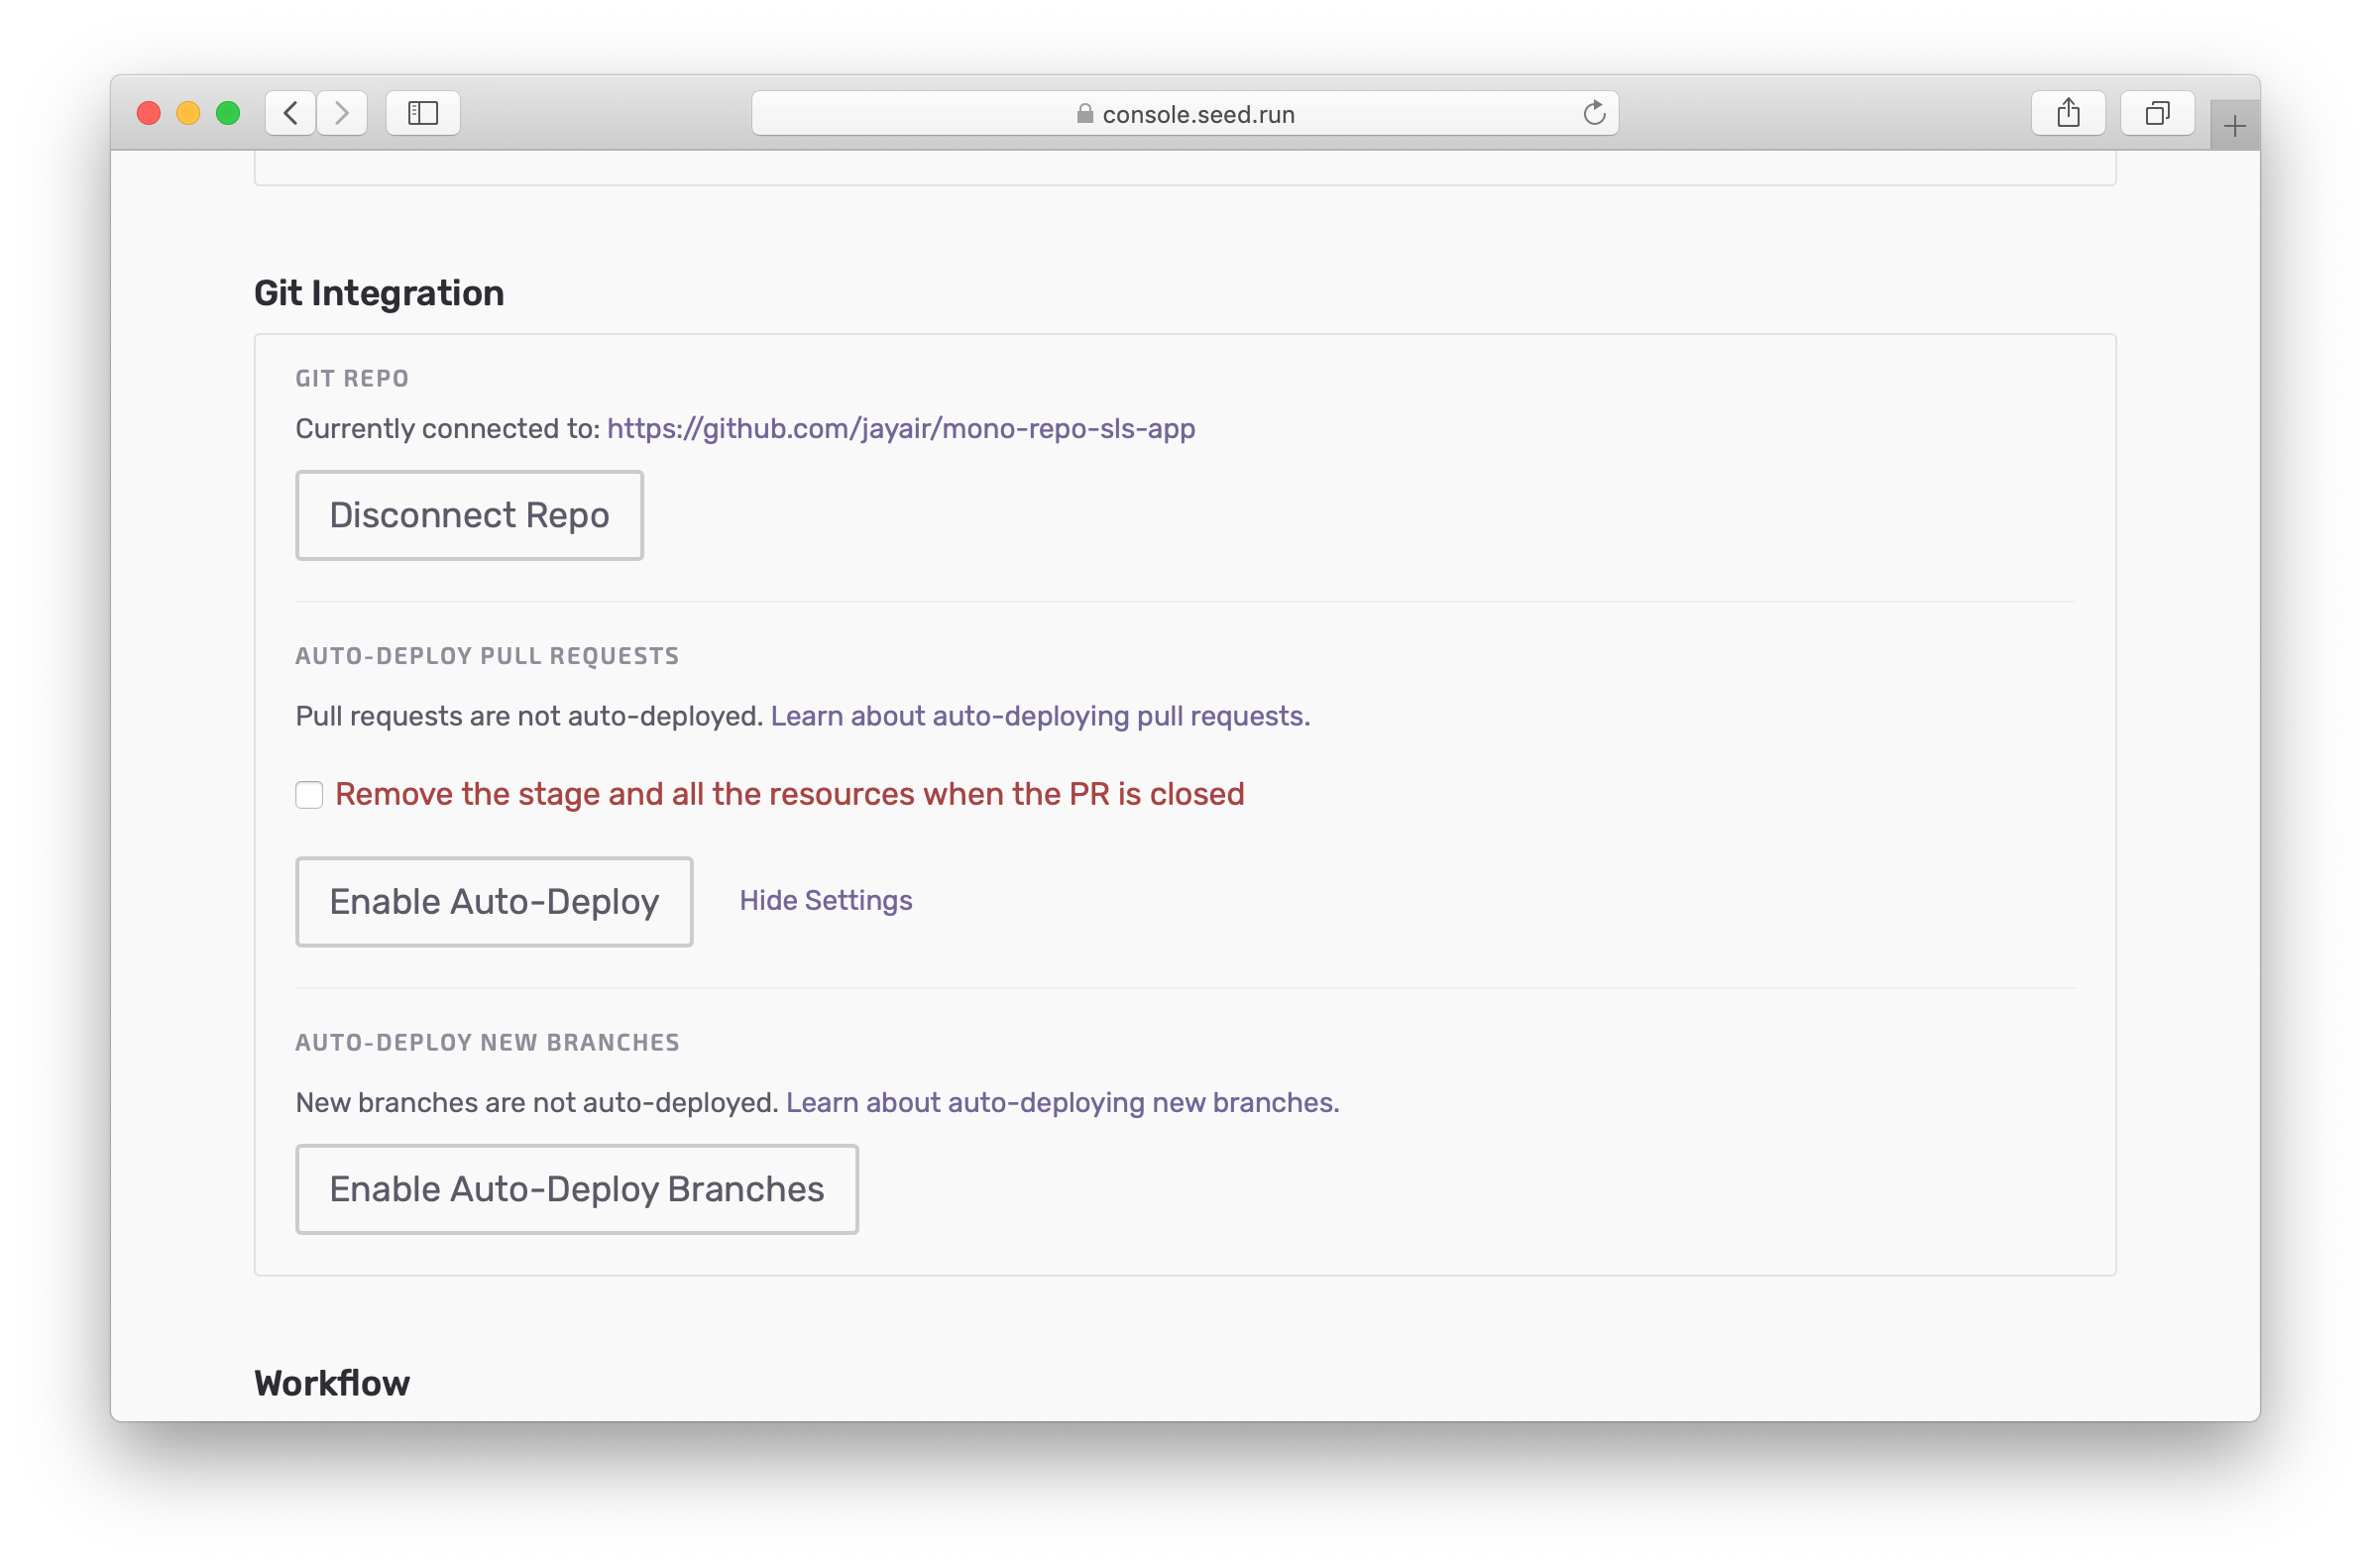 console.seed.run
Git Integration
GIT REPO
Currently connected to: https://github.com/jayair/mono-repo-sls-app
Disconnect Repo
AUTO-DEPLOY PULL REQUESTS
Pull requests are not auto-deployed. Learn about auto-deploying pull requests.
Remove the stage and all the resources when the PR is closed
Enable Auto-Deploy Hide Settings
AUTO-DEPLOY NEW BRANCHES
New branches are not auto-deployed. Learn about auto-deploying new branches.
Enable Auto-Deploy Branches
Workflow